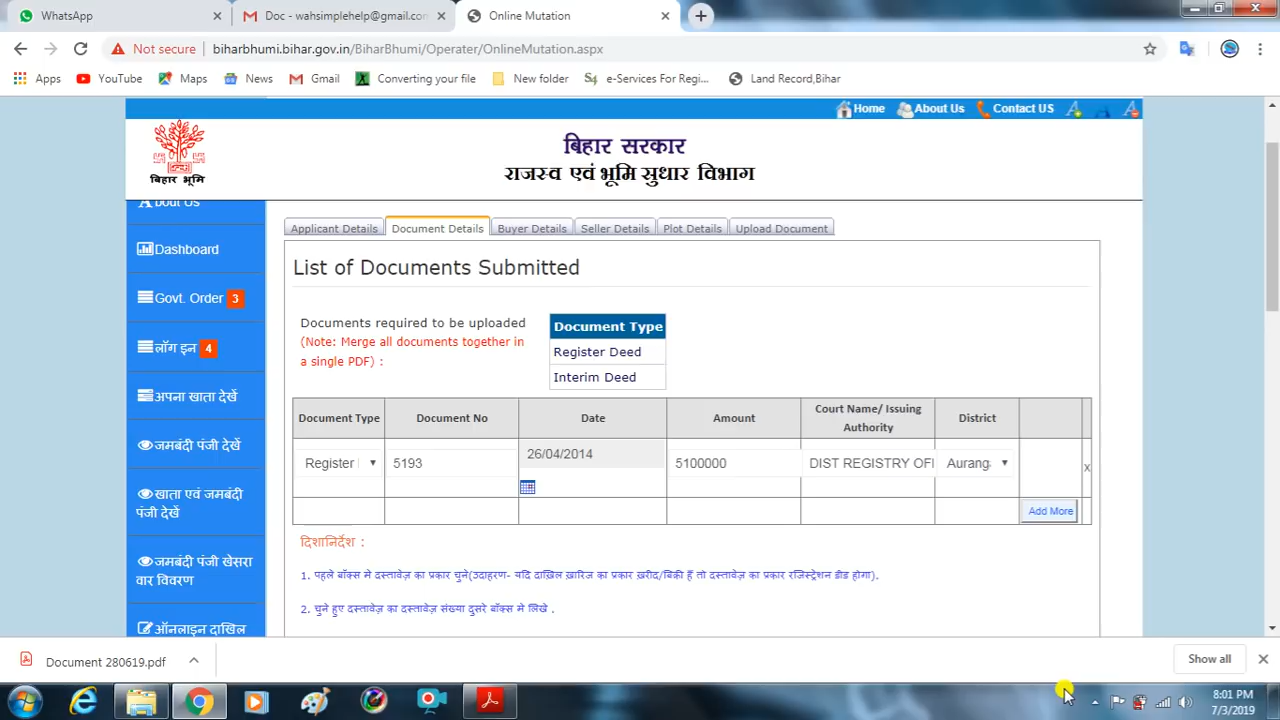 WhatsApp
Doc - wahsimplehelp@gmail.com
Online Mutation
Not secure
biharbhumi.bihar.gov.in/BiharBhumi/Operater/OnlineMutation.aspx
Apps
YouTube
Maps
News
Gmail
Converting your file
New folder
e-Services For Regi...
Land Record,Bihar
Home
About Us
Contact US
बिहार भूमि
बिहार सरकार
राजस्व एवं भूमि सुधार विभाग
Dashboard
Govt. Order 3
लॉग इन 4
अपना खाता देखें
जमबंदी पंजी देखें
खाता एवं जमबंदी
पंजी देखें
जमबंदी पंजी खेसरा
वार विवरण
ऑनलाइन दाखिल
Applicant Details
Document Details
Buyer Details
Seller Details
Plot Details
Upload Document
List of Documents Submitted
Documents required to be uploaded
(Note: Merge all documents together in
a single PDF) :
Document Type
Register Deed
Interim Deed
Document Type
Document No
Date
Amount
Court Name/ Issuing
Authority
District
Register
5193
26/04/2014
5100000
DIST REGISTRY OFI
Aurang
x
Add More
दिशानिर्देश :
1. पहले बॉक्स मे दस्तावेज़ का प्रकार चुने(उदाहरण- यदि दाखिल ख़ारिज का प्रकार ख़रीद/बिक्री हैं तो दस्तावेज़ का प्रकार रजिस्ट्रेशन डीड होगा).
2. चुने हुए दस्तावेज़ का दस्तावेज़ संख्या दुसरे बॉक्स मे लिखे .
Document 280619.pdf
Show all
8:01 PM
7/3/2019